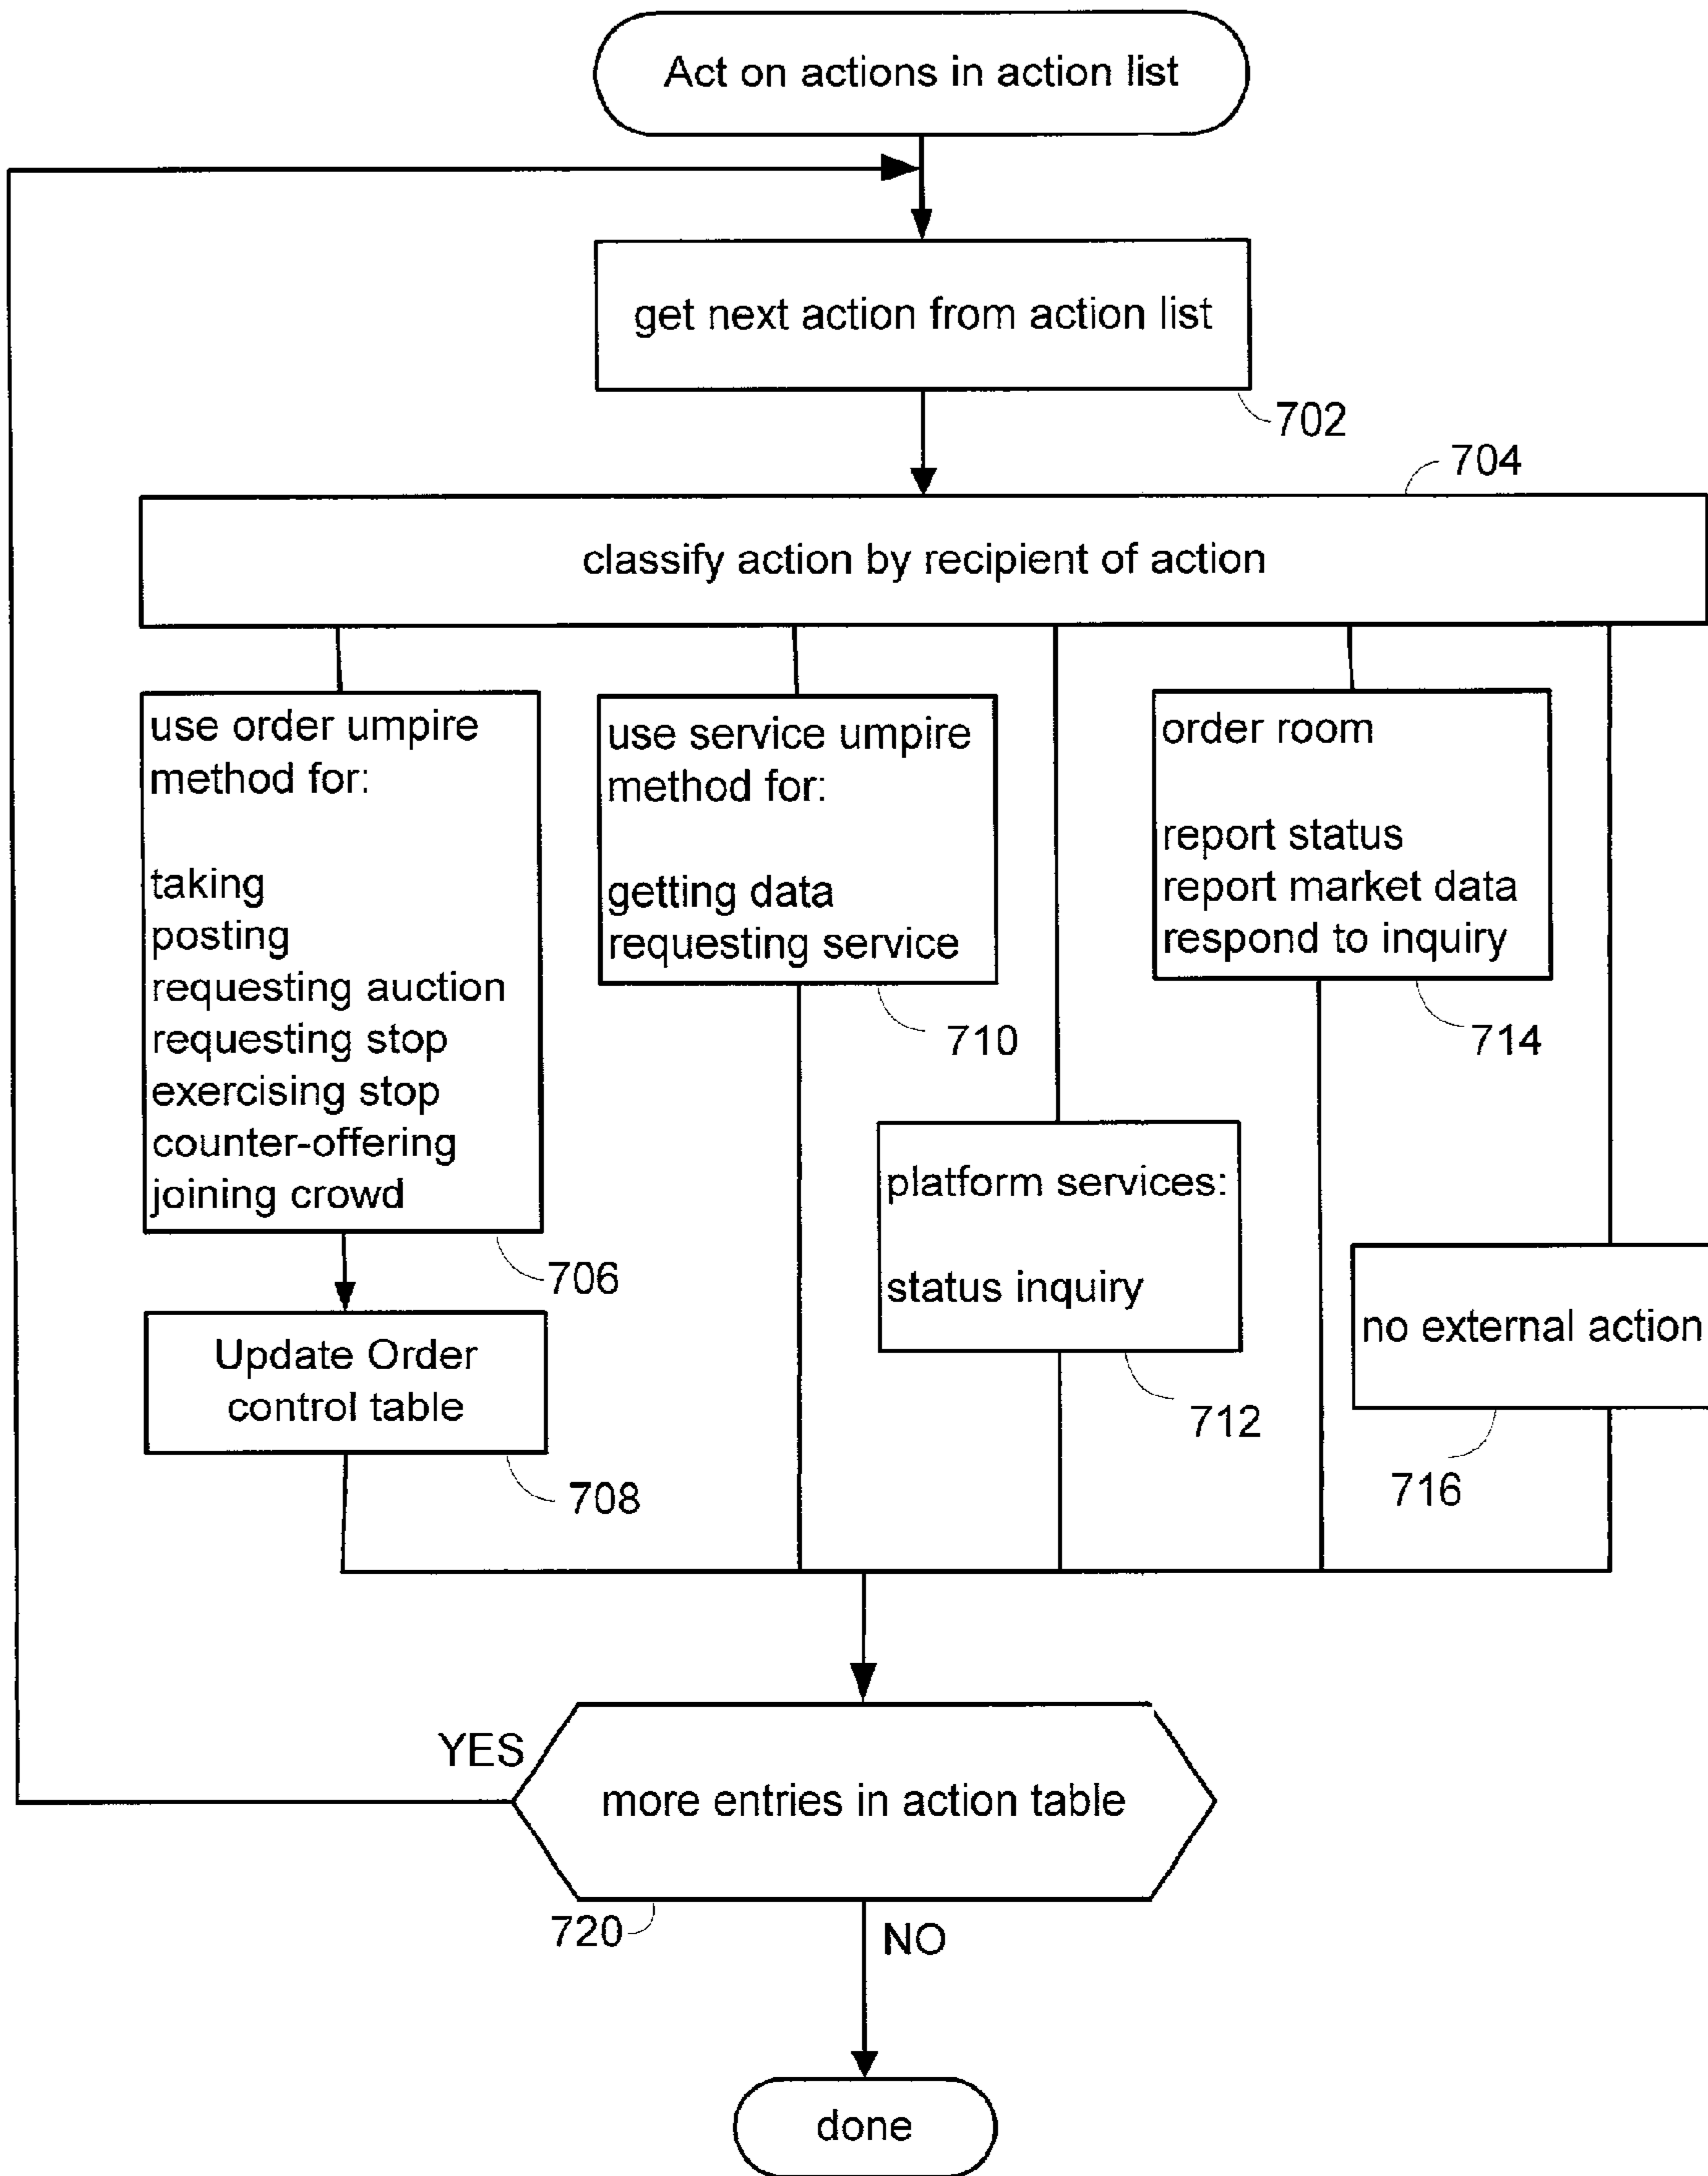 Act on actions in action list
get next action from action list
702
704
classify action by recipient of action
use order umpire
method for:
taking
posting
requesting auction
requesting stop
exercising stop
counter-offering
joining crowd
706
Update Order
control table
708
use service umpire
method for:
getting data
requesting service
710
platform services:
status inquiry
712
order room
report status
report market data
respond to inquiry
714
no external action
716
YES
more entries in action table
720
NO
done